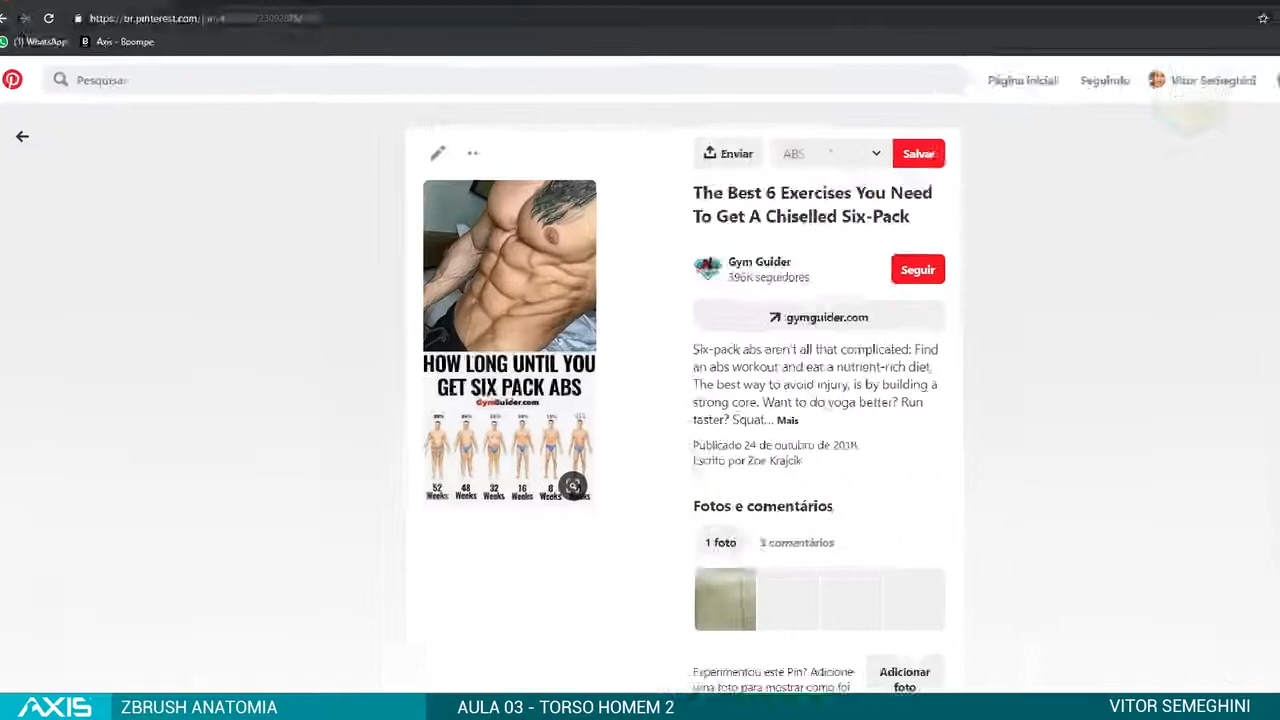 https://br.pinterest.com/
(1) WhatsApp
Axis - Boompe
Pesquisar
Página inicial
Seguindo
Vitor Semeghini
Enviar
ABS
Salvar
The Best 6 Exercises You Need
To Get A Chiselled Six-Pack
Gym Guider
396K seguidores
Seguir
gymguider.com
Six-pack abs aren't all that complicated: Find
an abs workout and eat a nutrient-rich diet.
The best way to avoid injury, is by building a
strong core. Want to do yoga better? Run
faster? Squat... Mais
Publicado 24 de outubro de 2018
Escrito por Zoe Krajcik
HOW LONG UNTIL YOU
GET SIX PACK ABS
GymGuider.com
52 48 32 16 8
Weeks Weeks Weeks Weeks Weeks
Fotos e comentários
1 foto
comentários
Experimentou este Pin? Adicione
uma foto para mostrar como foi
Adicionar
foto
AXIS
ZBRUSH ANATOMIA
AULA 03 - TORSO HOMEM 2
VITOR SEMEGHINI